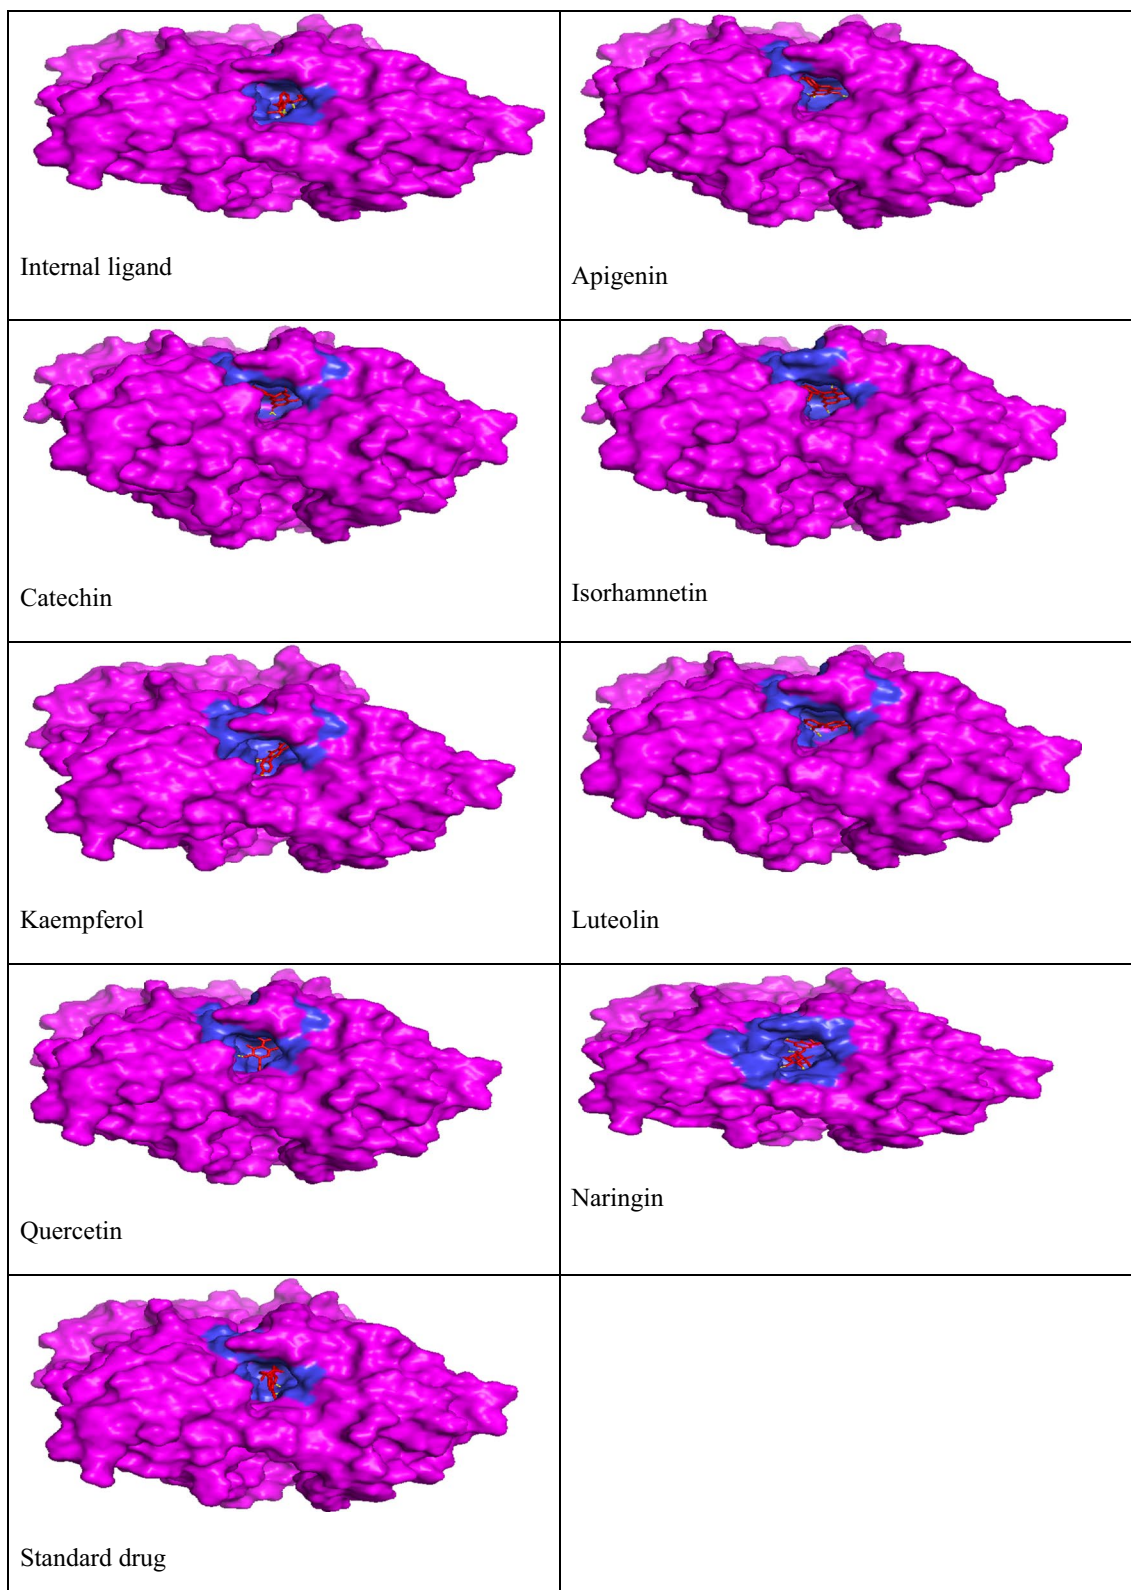 Internal ligand
Apigenin
Catechin
Isorhamnetin
Kaempferol
Luteolin
Quercetin
Naringin
Standard drug